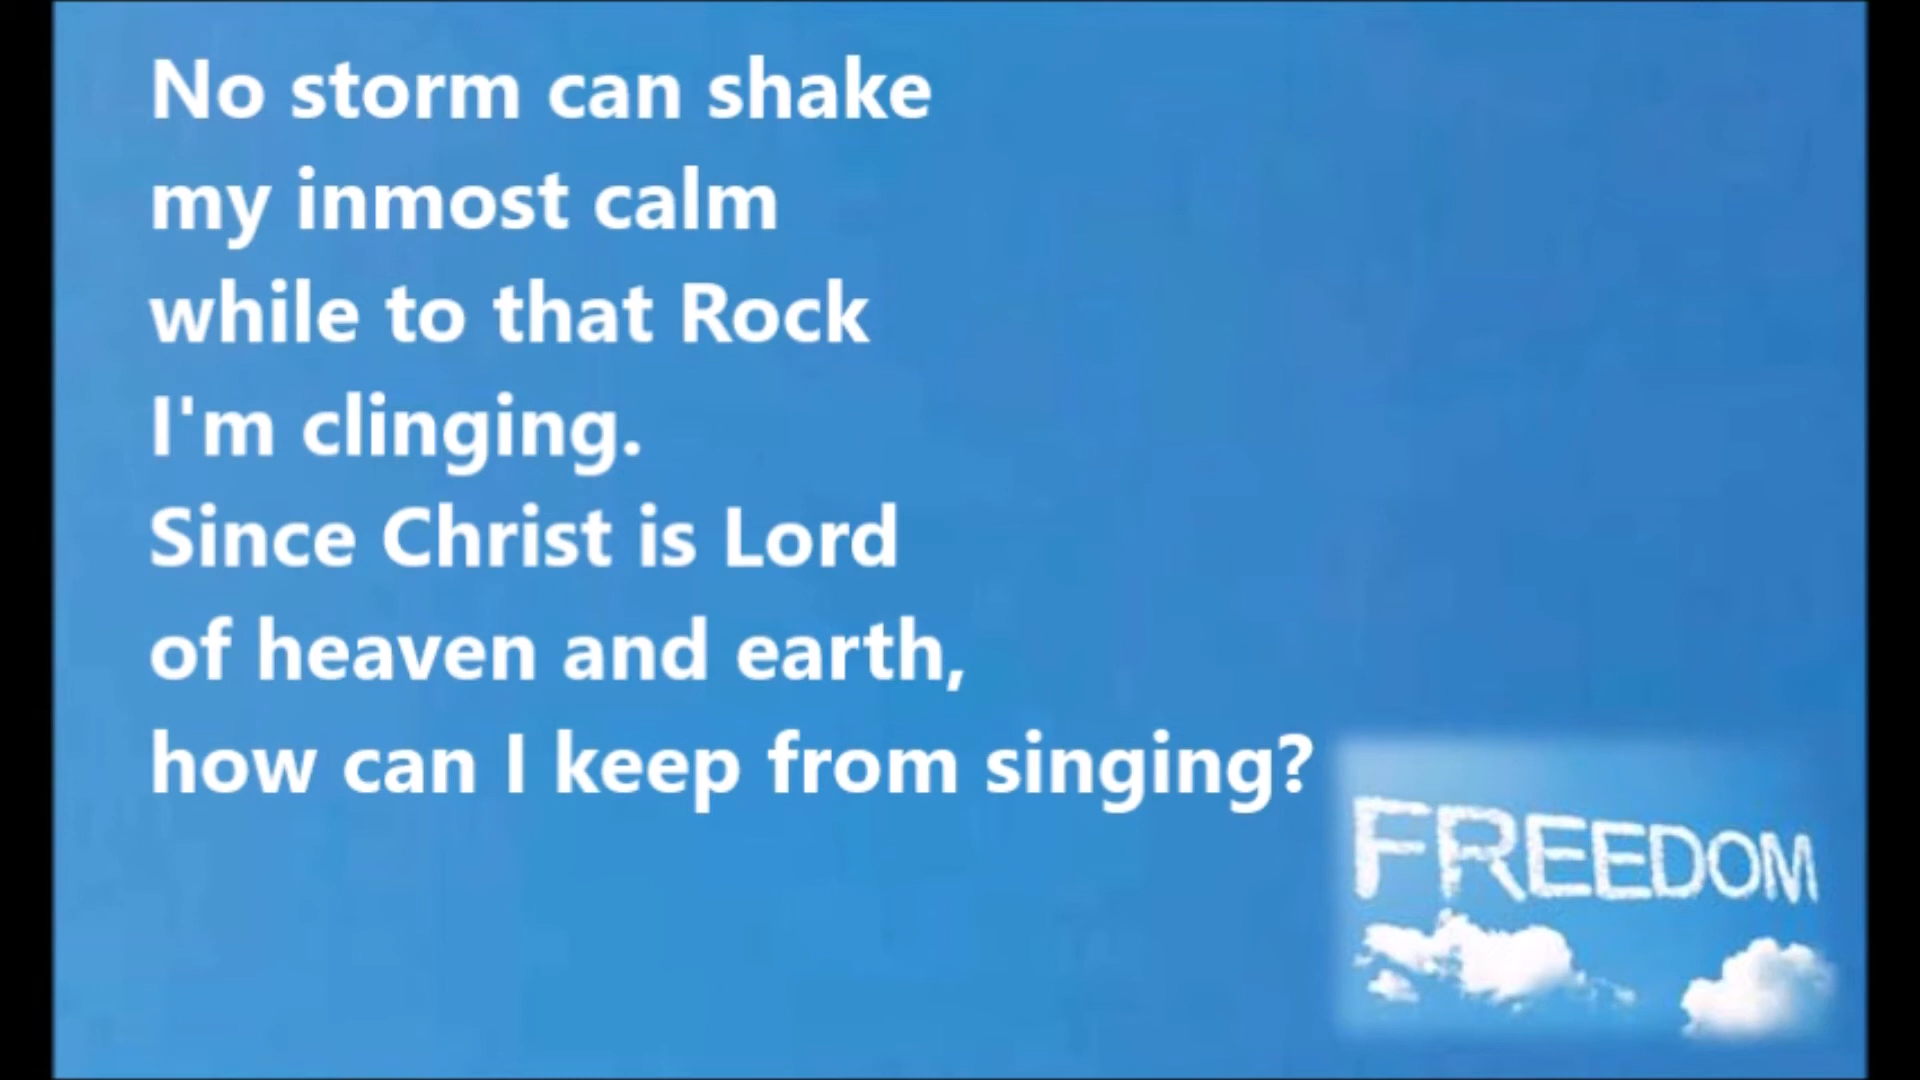 No storm can shake
my inmost calm
while to that Rock
I'm clinging.
Since Christ is Lord
of heaven and earth,
how can I keep from singing?
FREEDOM